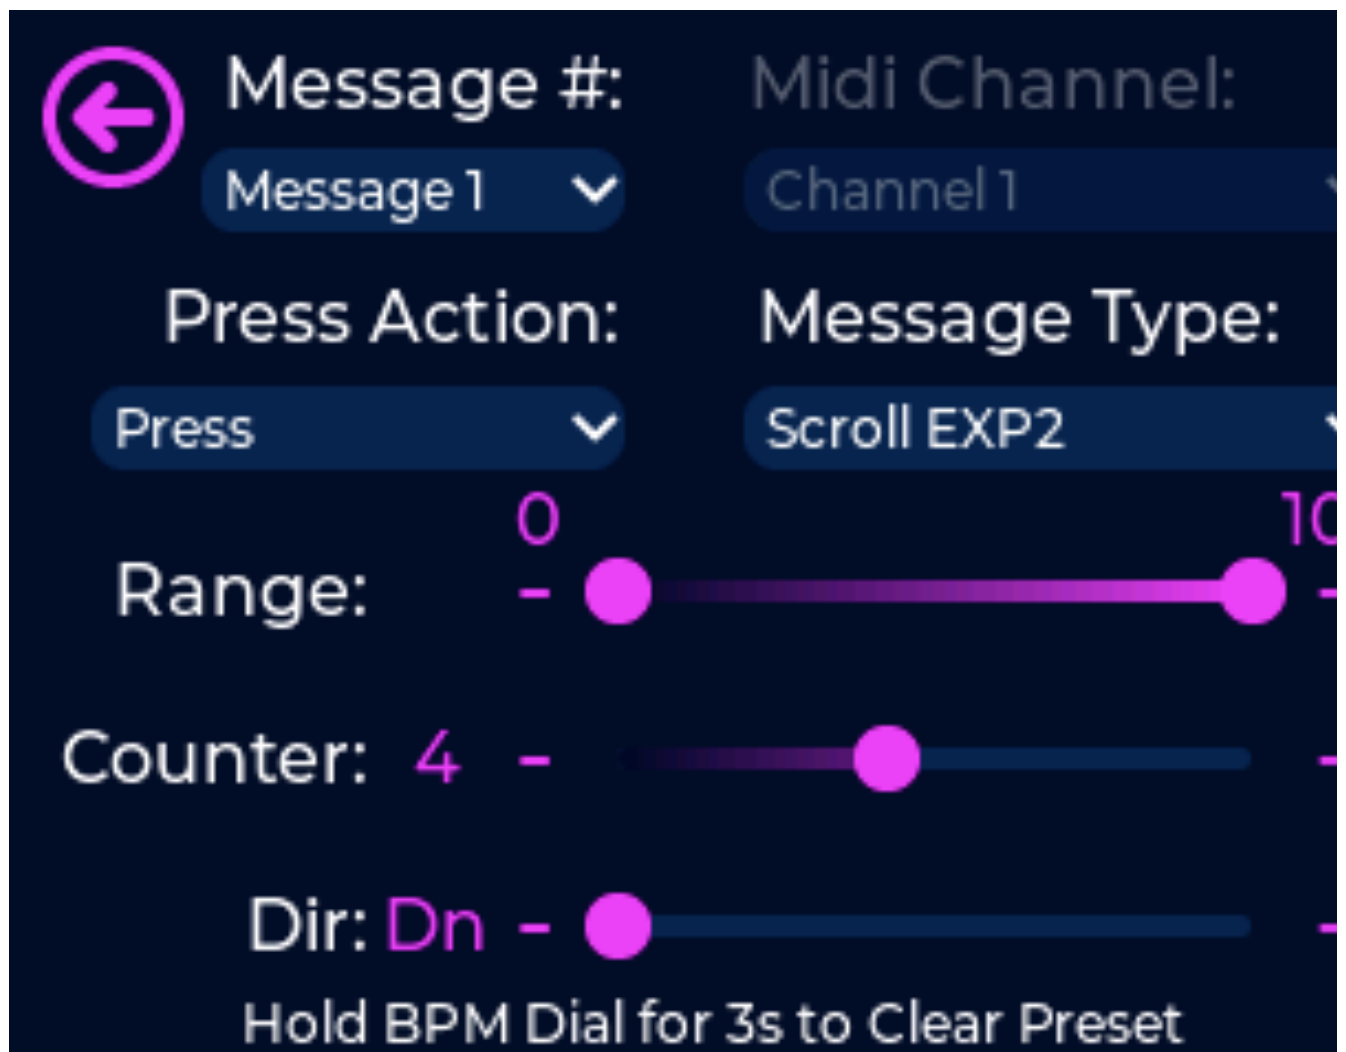 Message #: Midi Channel:
Message 1 Channel 1
Press Action: Message Type:
Press Scroll EXP2
0 10
Range: - -
Counter: 4 - -
Dir: Dn - -
Hold BPM Dial for 3s to Clear Preset